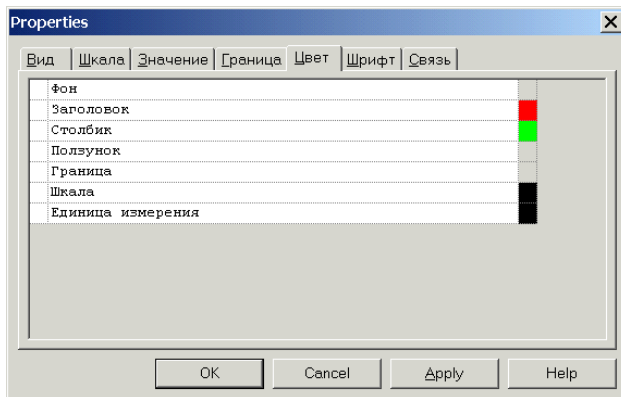 Properties
Вид Шкала Значение Граница Цвет Шрифт Связь
Фон
Заголовок
Столбик
Ползунок
Граница
Шкала
Единица измерения
OK Cancel Apply Help